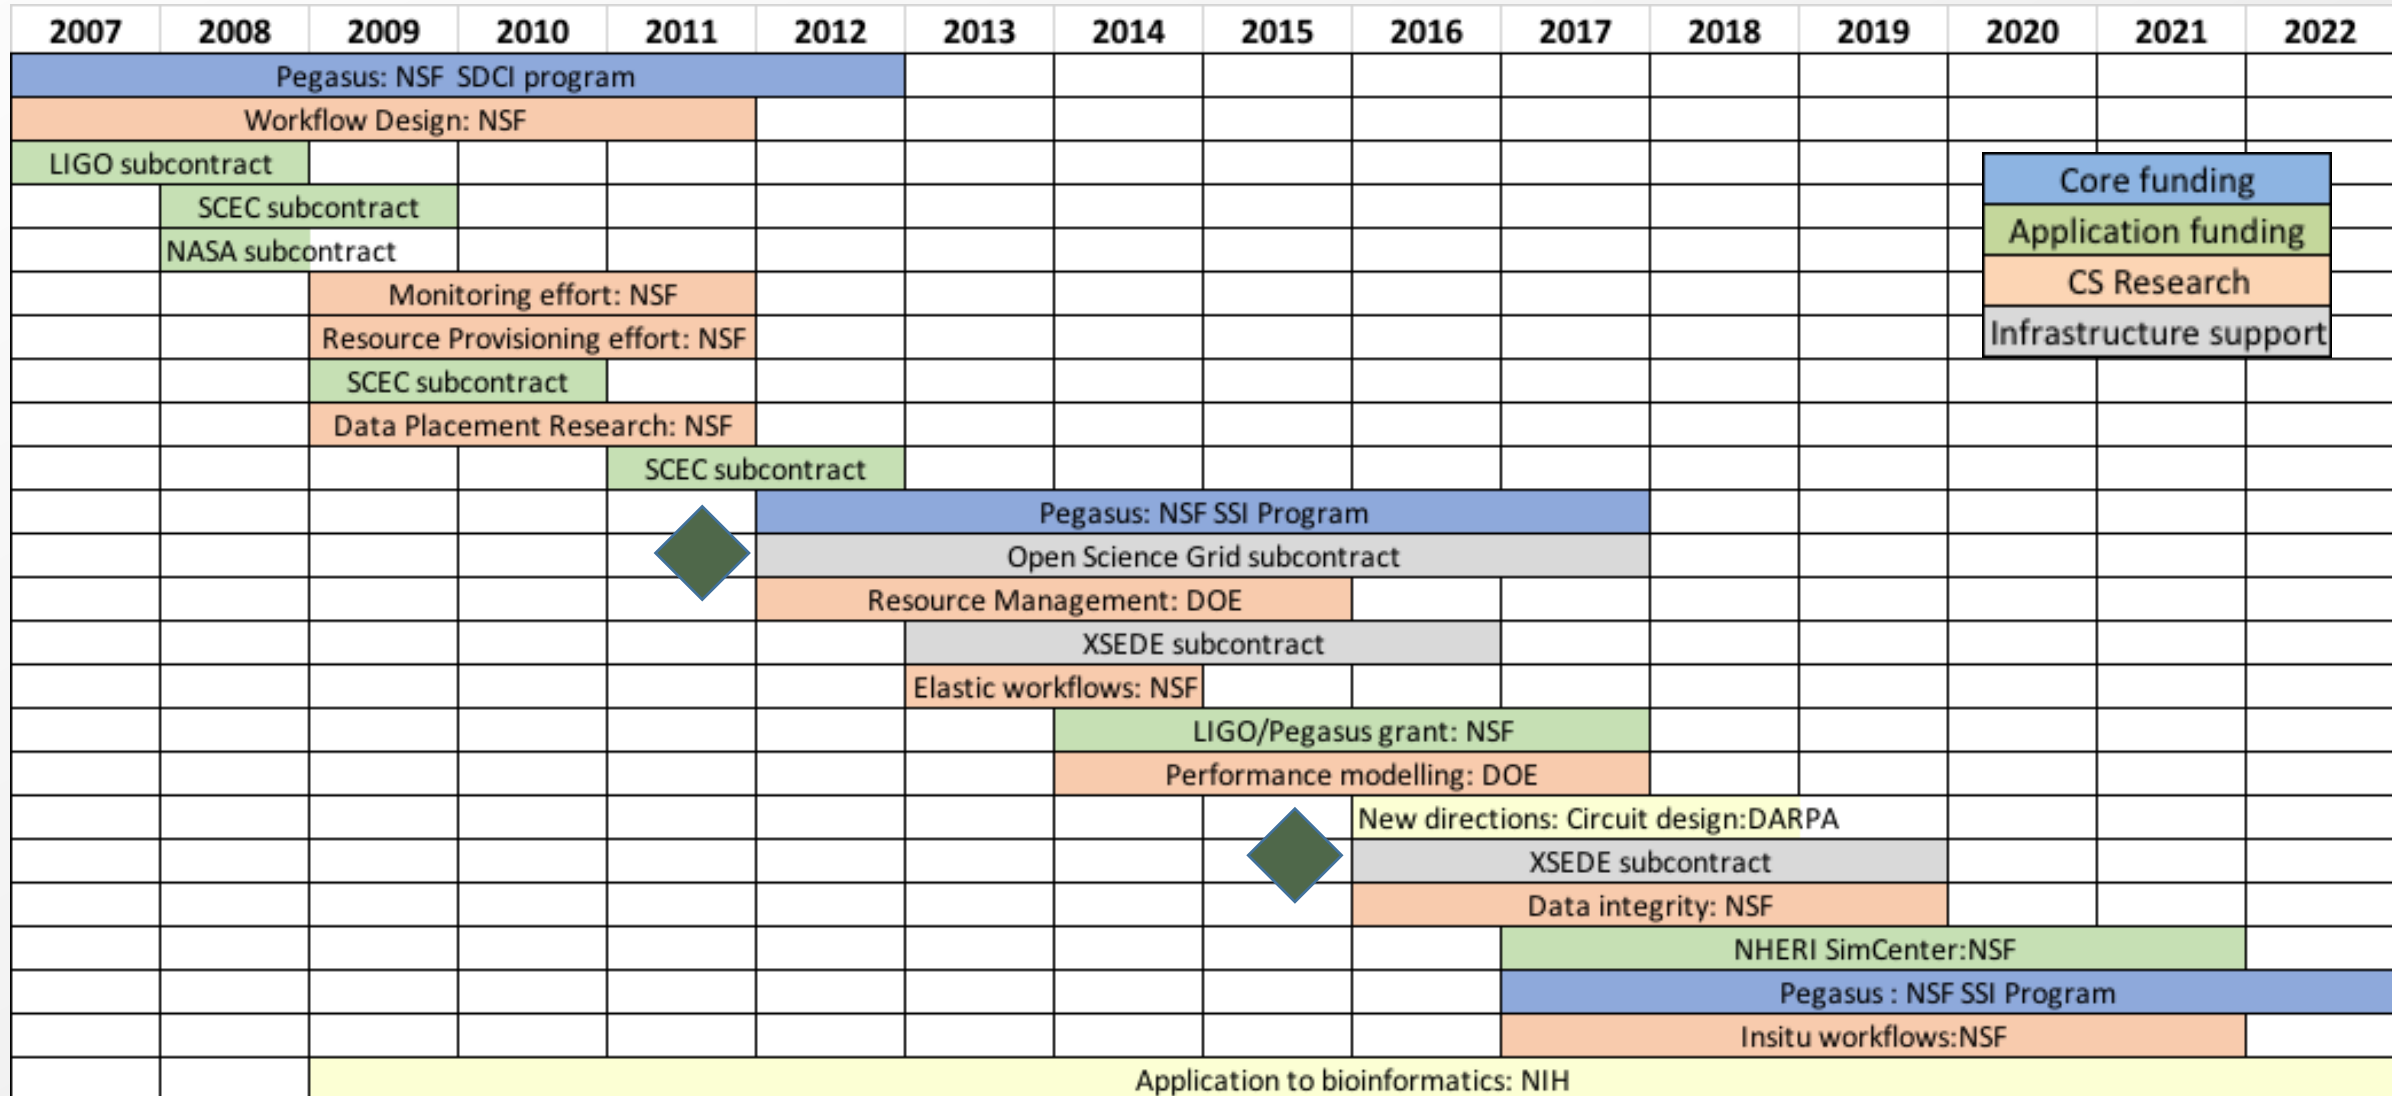 2007 2008 2009 2010 2011 2012 2013 2014 2015 2016 2017 2018 2019 2020 2021 2022
Pegasus: NSF SDCI program
Workflow Design: NSF
LIGO subcontract
Core funding
SCEC subcontract
Application funding
NASA subcontract
CS Research
Monitoring effort: NSF
Infrastructure support
Resource Provisioning effort: NSF
SCEC subcontract
Data Placement Research: NSF
SCEC subcontract
Pegasus: NSF SSI Program
Open Science Grid subcontract
Resource Management: DOE
XSEDE subcontract
Elastic workflows: NSF
LIGO/Pegasus grant: NSF
Performance modelling: DOE
New directions: Circuit design:DARPA
XSEDE subcontract
Data integrity: NSF
NHERI SimCenter:NSF
Pegasus : NSF SSI Program
Insitu workflows:NSF
Application to bioinformatics: NIH